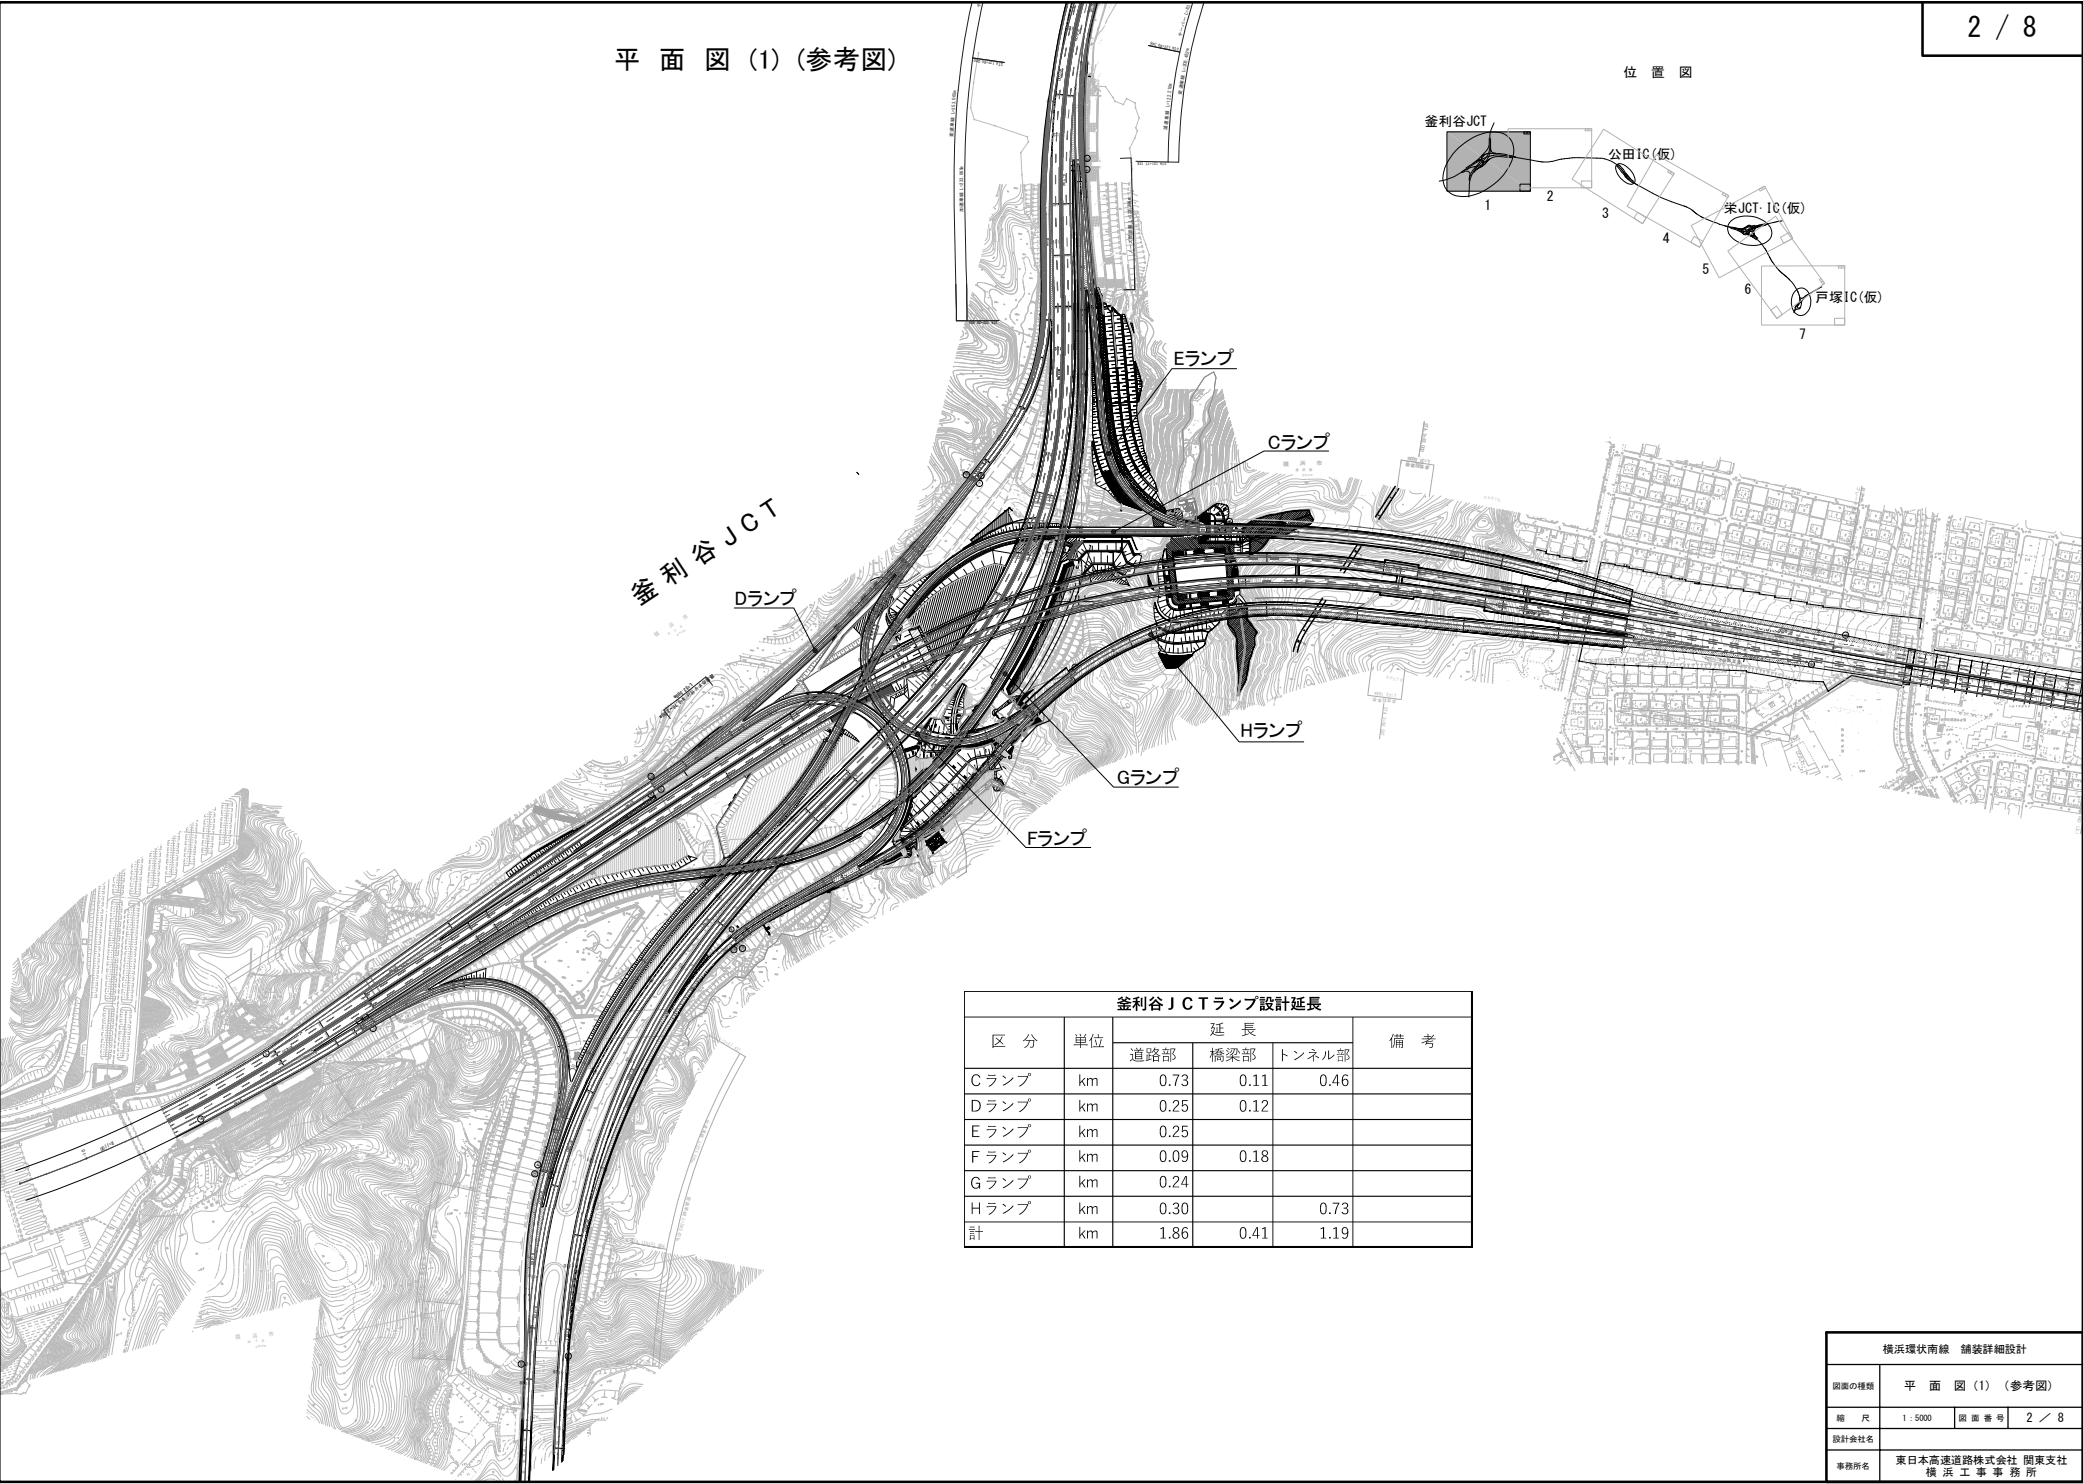 2 / 8
平 面 図 (1) (参考図)
位 置 図
釜利谷JCT
公田IC(仮)
栄JCT・IC(仮)
戸塚IC(仮)
1
2
3
4
5
6
7
Eランプ
Cランプ
釜利谷JCT
Dランプ
Hランプ
Gランプ
Fランプ
釜利谷JCTランプ設計延長
区 分 単位 延 長 備 考
道路部 橋梁部 トンネル部
Cランプ km 0.73 0.11 0.46
Dランプ km 0.25 0.12
Eランプ km 0.25
Fランプ km 0.09 0.18
Gランプ km 0.24
Hランプ km 0.30 0.73
計 km 1.86 0.41 1.19
横浜環状南線 舗装詳細設計
図面の種類 平 面 図 (1) (参考図)
縮 尺 1:5000 図面番号 2 / 8
設計会社名
事務所名 東日本高速道路株式会社 関東支社
横 浜 工 事 事 務 所